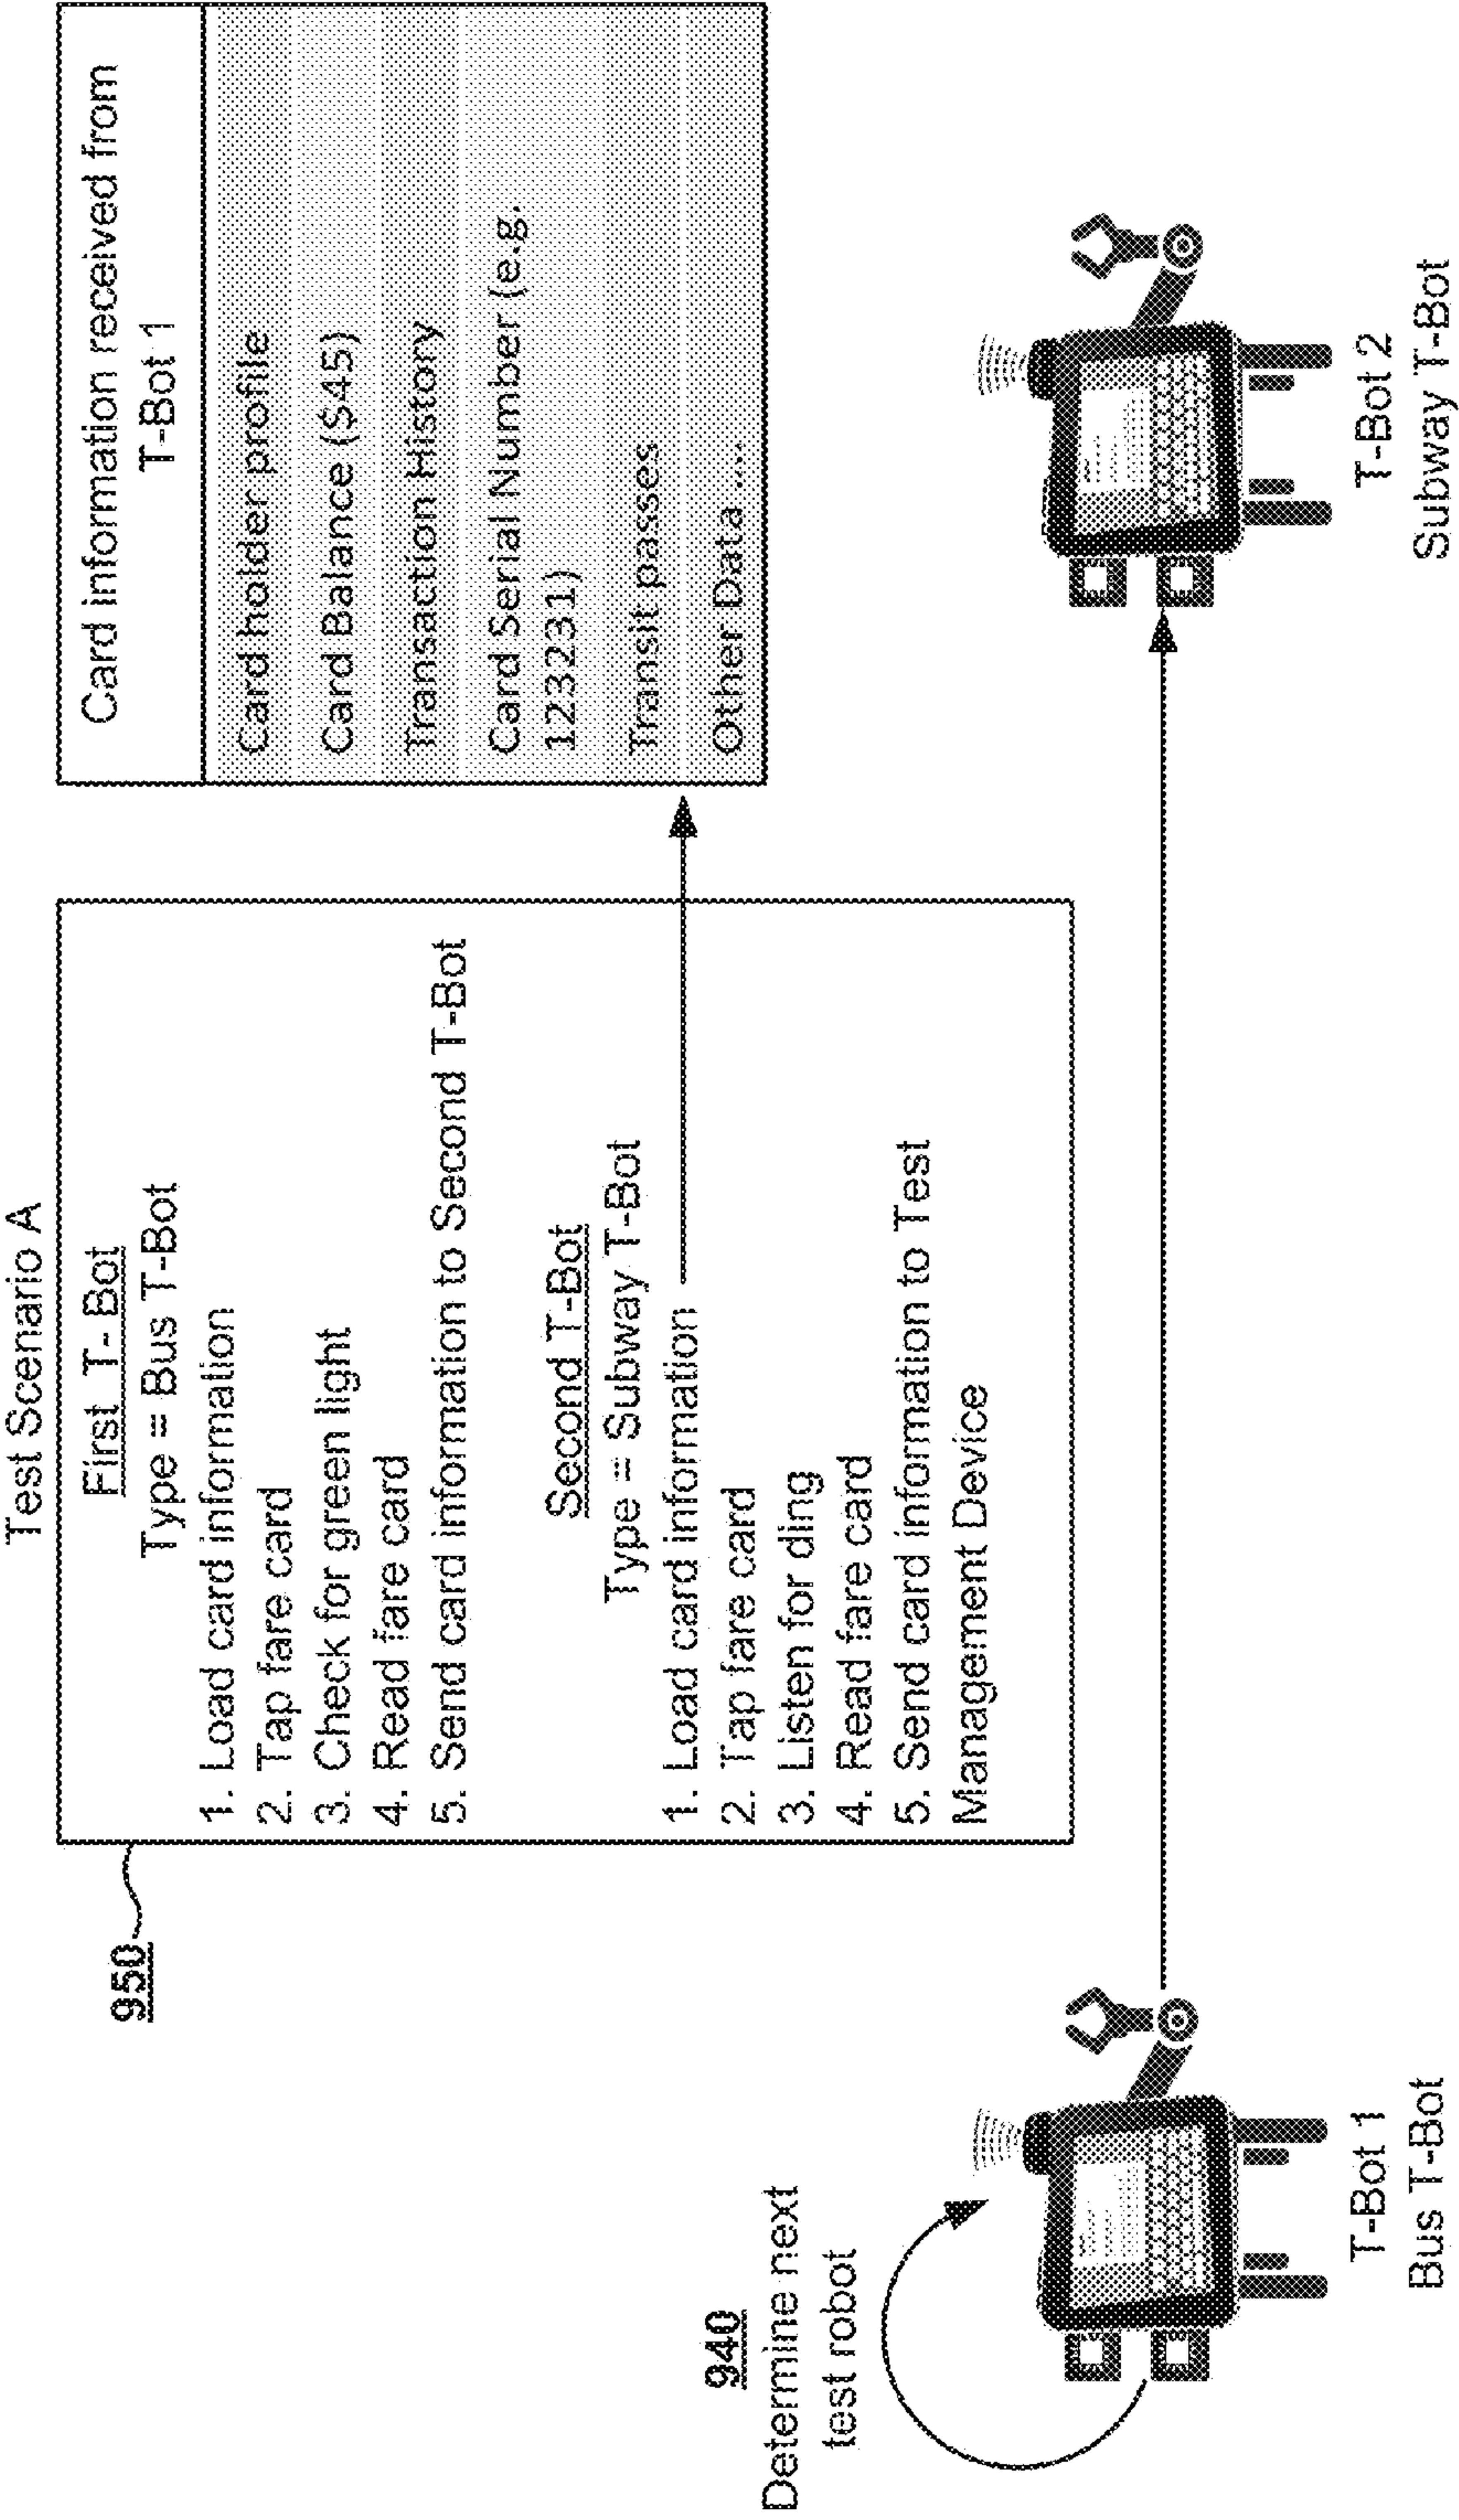 Test Scenario A
950
First T-Bot
Type = Bus T-Bot
1. Load card information
2. Tap fare card
3. Check for green light
4. Read fare card
5. Send card information to Second T-Bot
Second T-Bot
Type = Subway T-Bot
1. Load card information
2. Tap fare card
3. Listen for ding
4. Read fare card
5. Send card information to Test
Management Device
Card information received from
T-Bot 1
Card holder profile
Card Balance ($45)
Transaction History
Card Serial Number (e.g.
123231)
Transit passes
Other Data....
940
Determine next
test robot
T-Bot 1
Bus T-Bot
T-Bot 2
Subway T-Bot